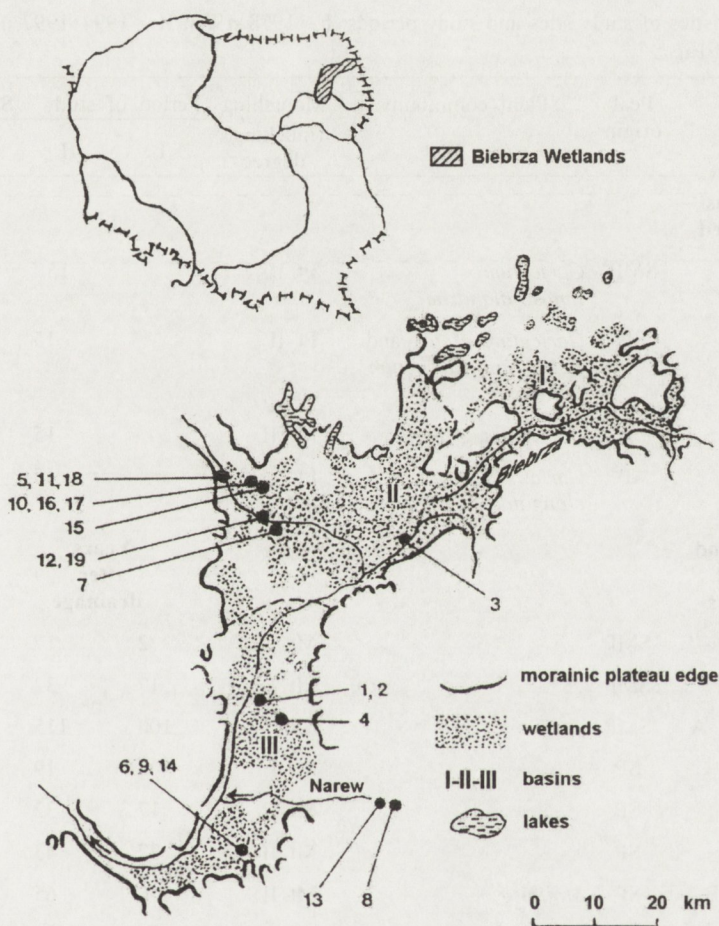 Biebrza Wetlands
I
Biebrza
II
5, 11, 18
10, 16, 17
15
12, 19
7
3
morainic plateau edge
1, 2
4
wetlands
III
6, 9, 14
Narew
I-II-III basins
lakes
13
8
0 10 20 km